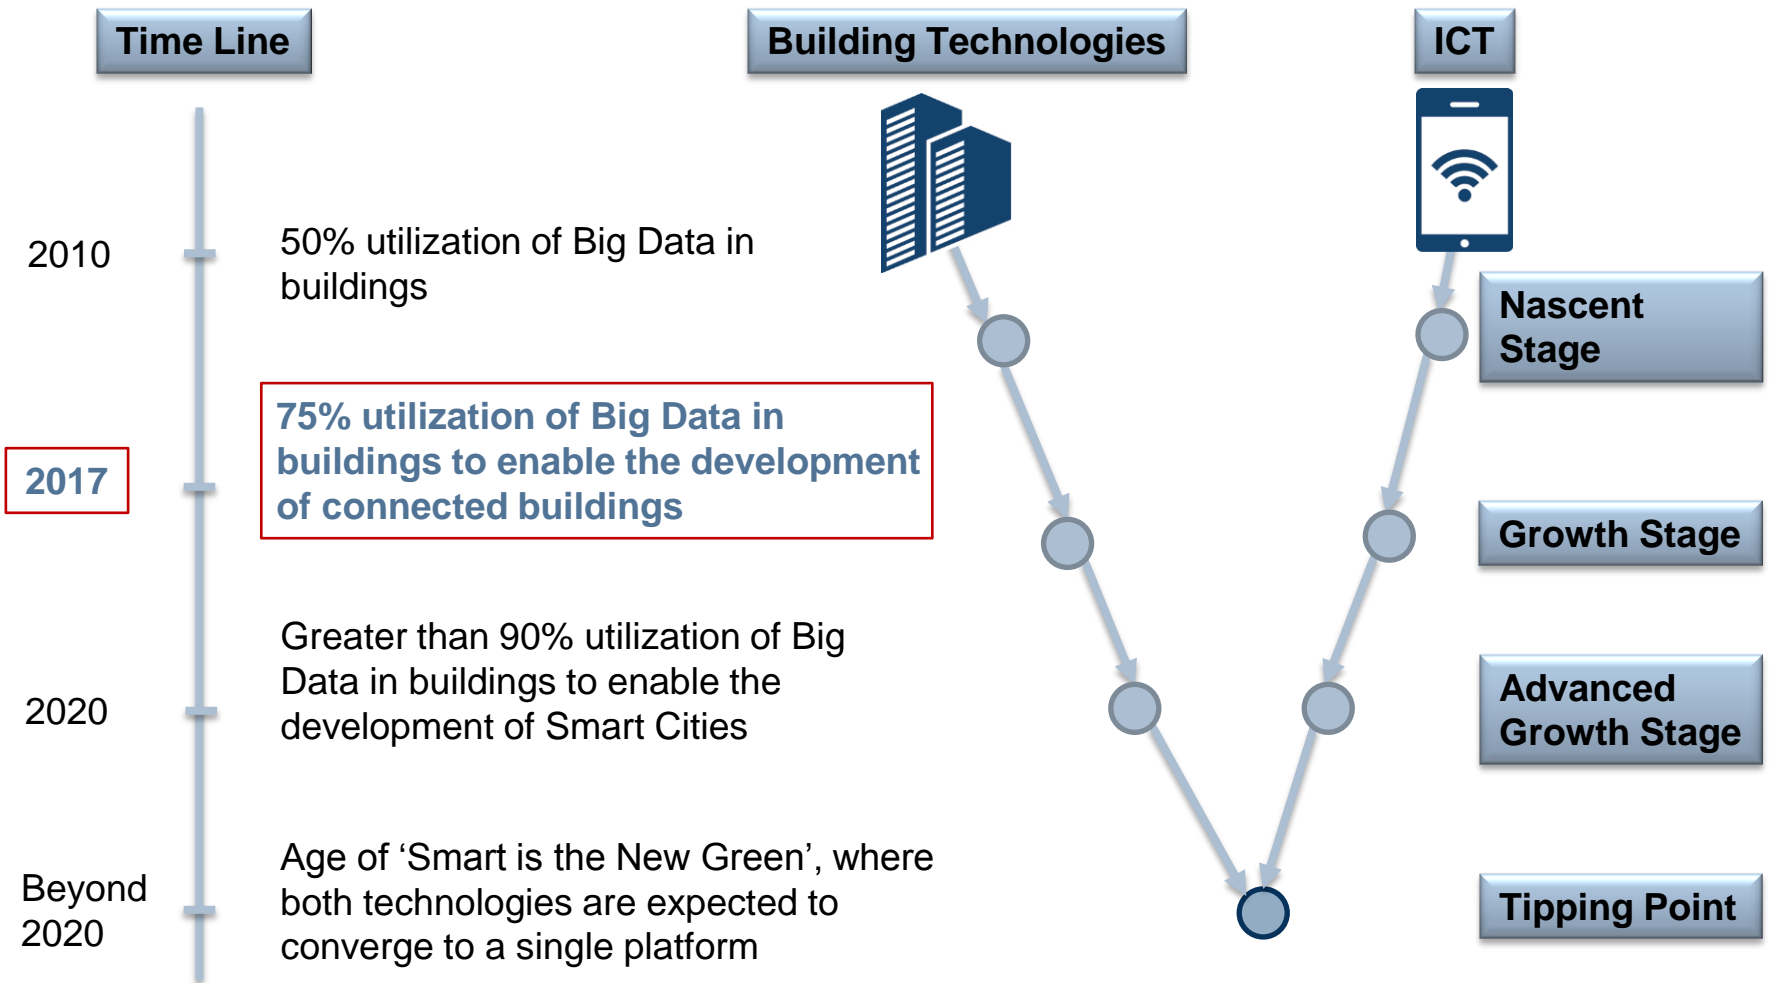 Time Line
Building Technologies
ICT
2010
50% utilization of Big Data in
buildings
Nascent
Stage
2017
75% utilization of Big Data in
buildings to enable the development
of connected buildings
Growth Stage
2020
Greater than 90% utilization of Big
Data in buildings to enable the
development of Smart Cities
Advanced
Growth Stage
Beyond
2020
Age of ‘Smart is the New Green’, where
both technologies are expected to
converge to a single platform
Tipping Point